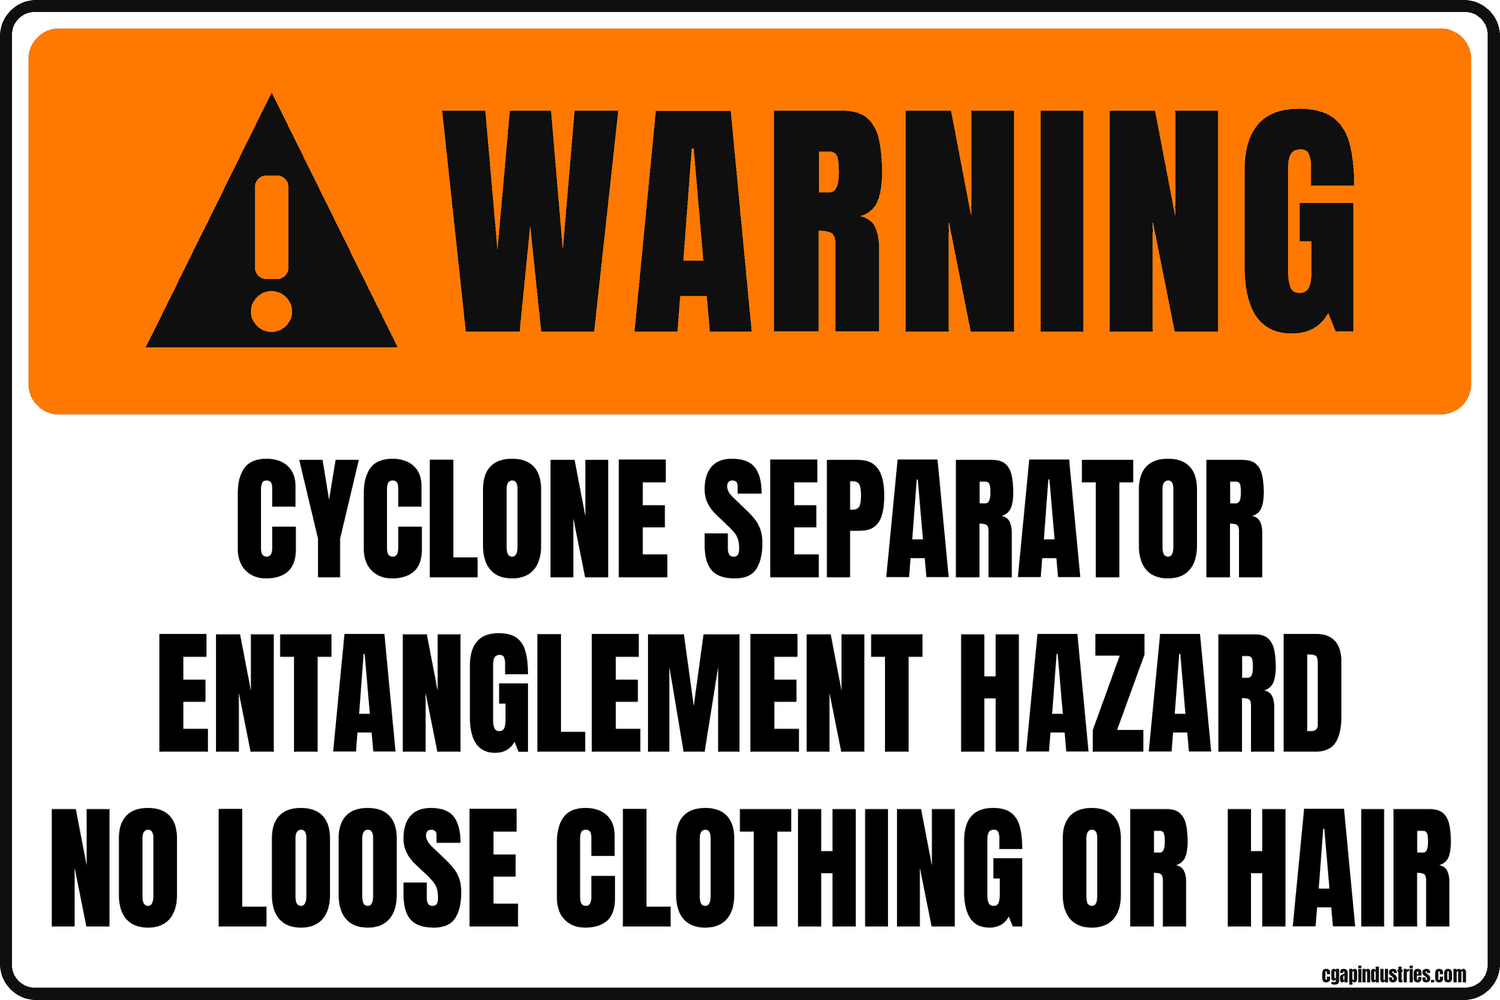 WARNING
CYCLONE SEPARATOR
ENTANGLEMENT HAZARD
NO LOOSE CLOTHING OR HAIR
cgapindustries.com